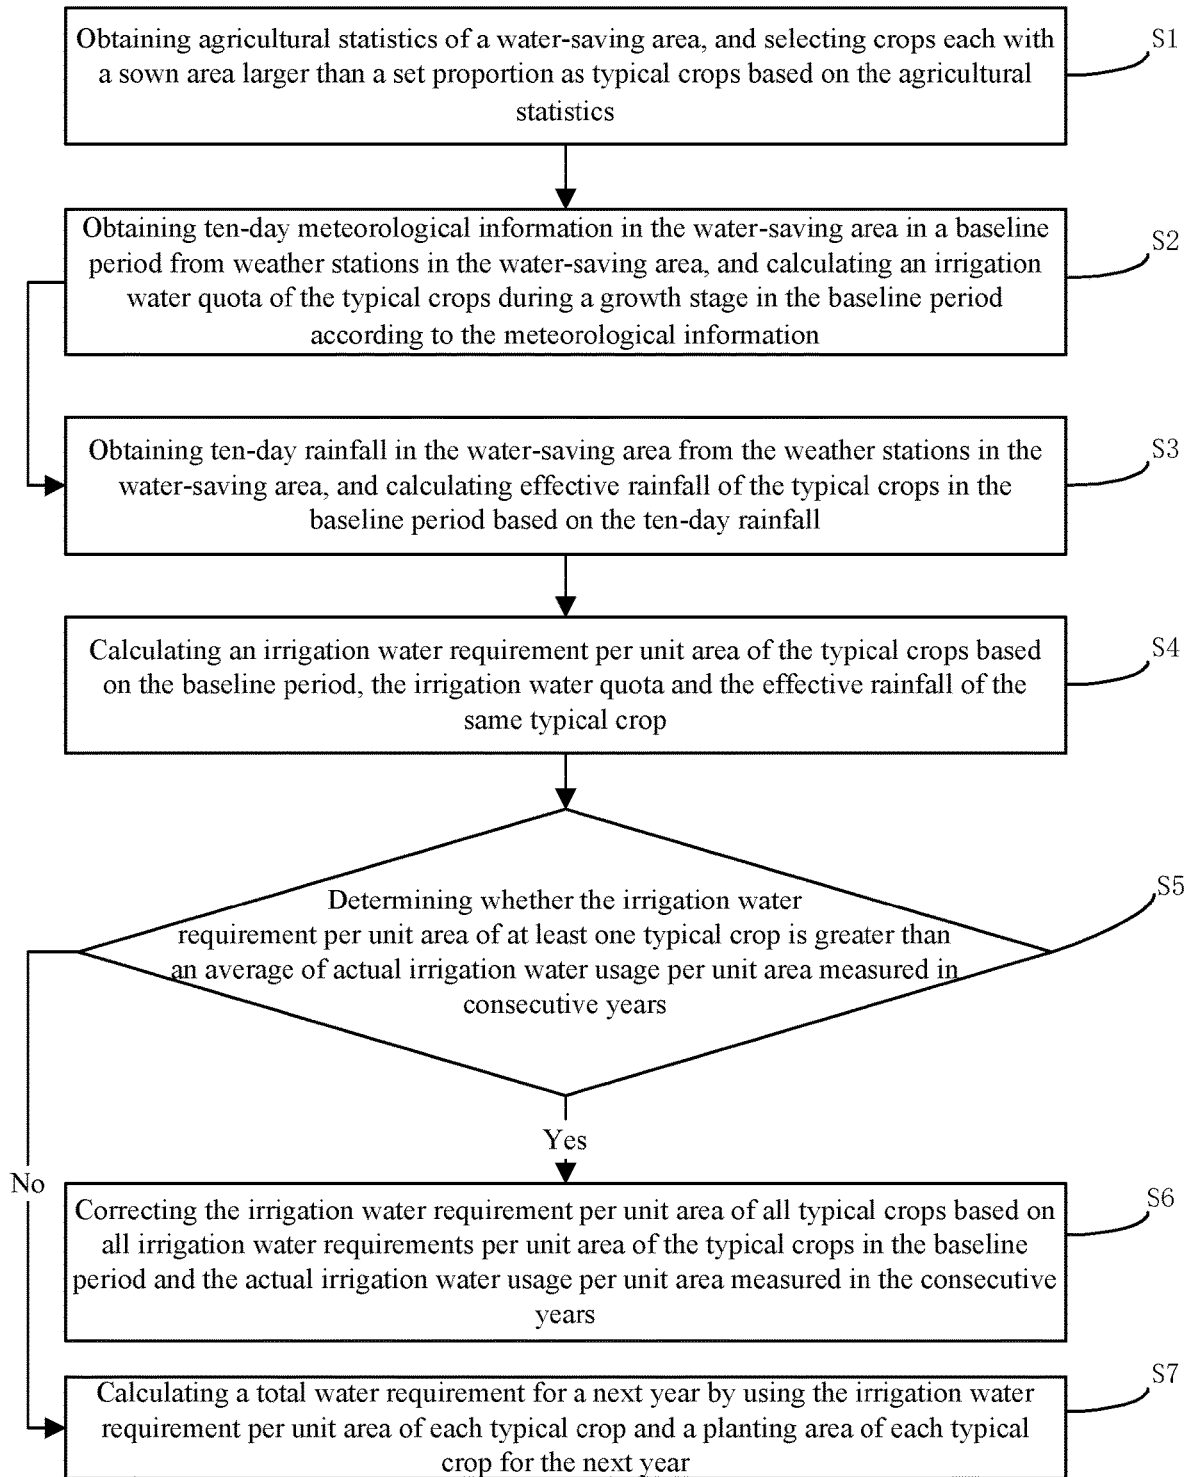 Obtaining agricultural statistics of a water-saving area, and selecting crops each with
a sown area larger than a set proportion as typical crops based on the agricultural
statistics
S1
Obtaining ten-day meteorological information in the water-saving area in a baseline
period from weather stations in the water-saving area, and calculating an irrigation
water quota of the typical crops during a growth stage in the baseline period
according to the meteorological information
S2
Obtaining ten-day rainfall in the water-saving area from the weather stations in the
water-saving area, and calculating effective rainfall of the typical crops in the
baseline period based on the ten-day rainfall
S3
Calculating an irrigation water requirement per unit area of the typical crops based
on the baseline period, the irrigation water quota and the effective rainfall of the
same typical crop
S4
Determining whether the irrigation water
requirement per unit area of at least one typical crop is greater than
an average of actual irrigation water usage per unit area measured in
consecutive years
S5
Yes
No
Correcting the irrigation water requirement per unit area of all typical crops based on
all irrigation water requirements per unit area of the typical crops in the baseline
period and the actual irrigation water usage per unit area measured in the consecutive
years
S6
Calculating a total water requirement for a next year by using the irrigation water
requirement per unit area of each typical crop and a planting area of each typical
crop for the next year
S7